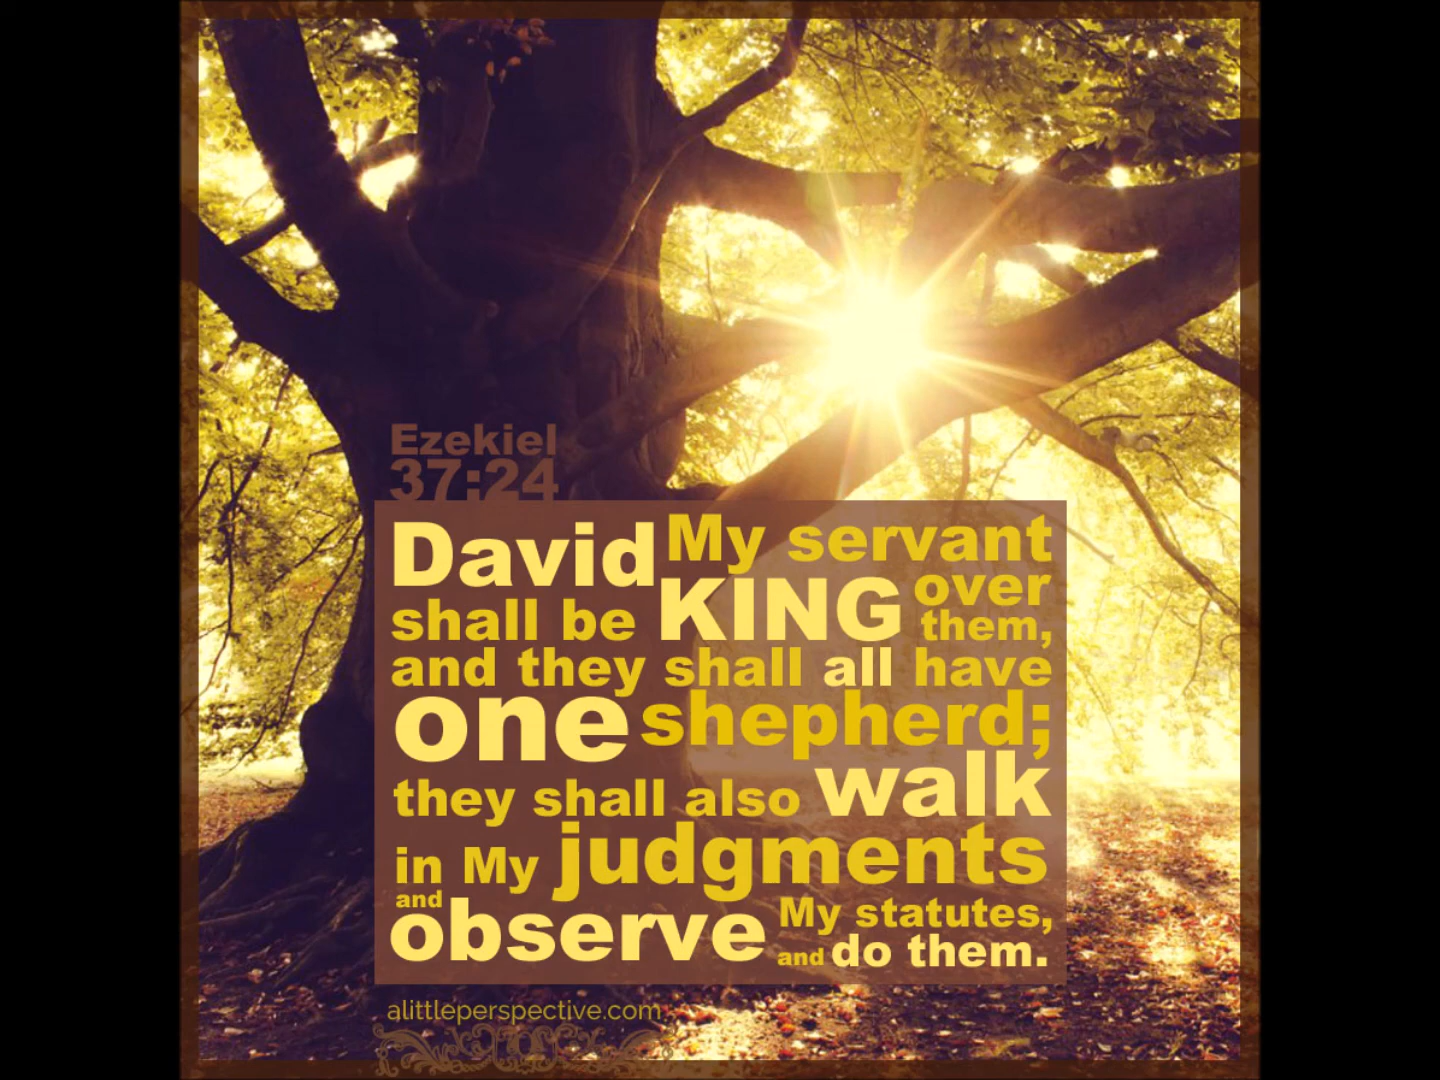 Ezekiel
37:24
David My servant
shall be KING over them,
and they shall all have
one shepherd;
they shall also walk
in My judgments
and observe My statutes,
and do them.
alittleperspective.com